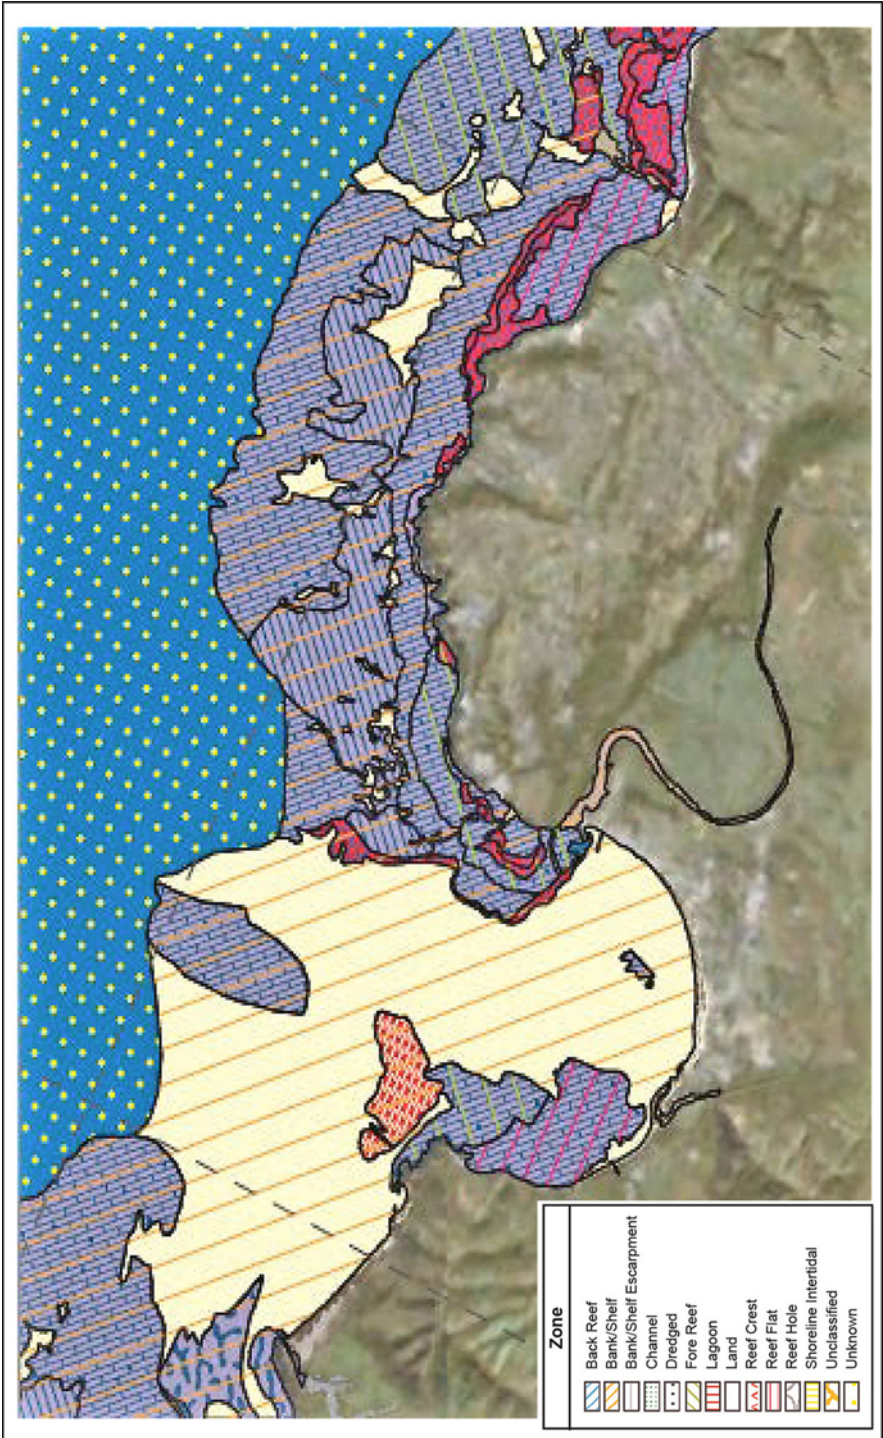 Zone
Back Reef
Bank/Shelf
Bank/Shelf Escarpment
Channel
Dredged
Fore Reef
Lagoon
Land
Reef Crest
Reef Flat
Reef Hole
Shoreline Intertidal
Unclassified
Unknown